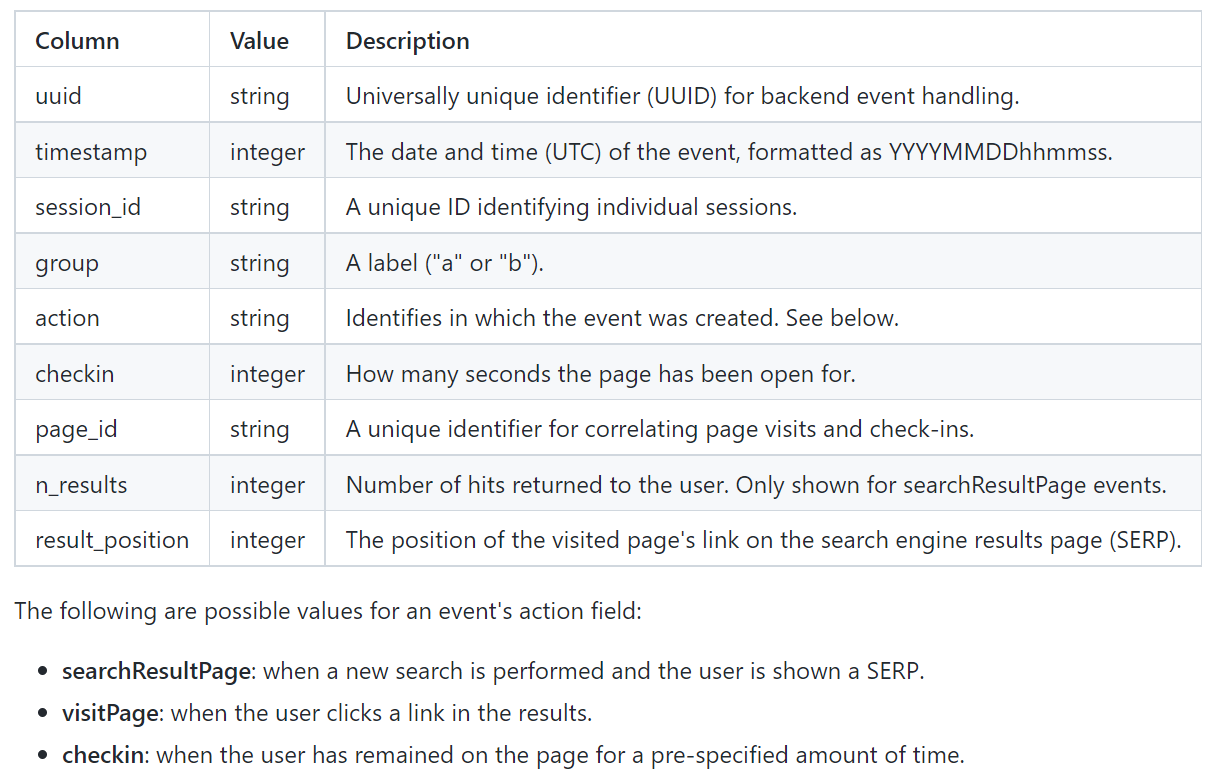 Column Value Description
uuid string Universally unique identifier (UUID) for backend event handling.
timestamp integer The date and time (UTC) of the event, formatted as YYYYMMDDhhmmss.
session_id string A unique ID identifying individual sessions.
group string A label ("a" or "b").
action string Identifies in which the event was created. See below.
checkin integer How many seconds the page has been open for.
page_id string A unique identifier for correlating page visits and check-ins.
n_results integer Number of hits returned to the user. Only shown for searchResultPage events.
result_position integer The position of the visited page's link on the search engine results page (SERP).
The following are possible values for an event's action field:
• searchResultPage: when a new search is performed and the user is shown a SERP.
• visitPage: when the user clicks a link in the results.
• checkin: when the user has remained on the page for a pre-specified amount of time.